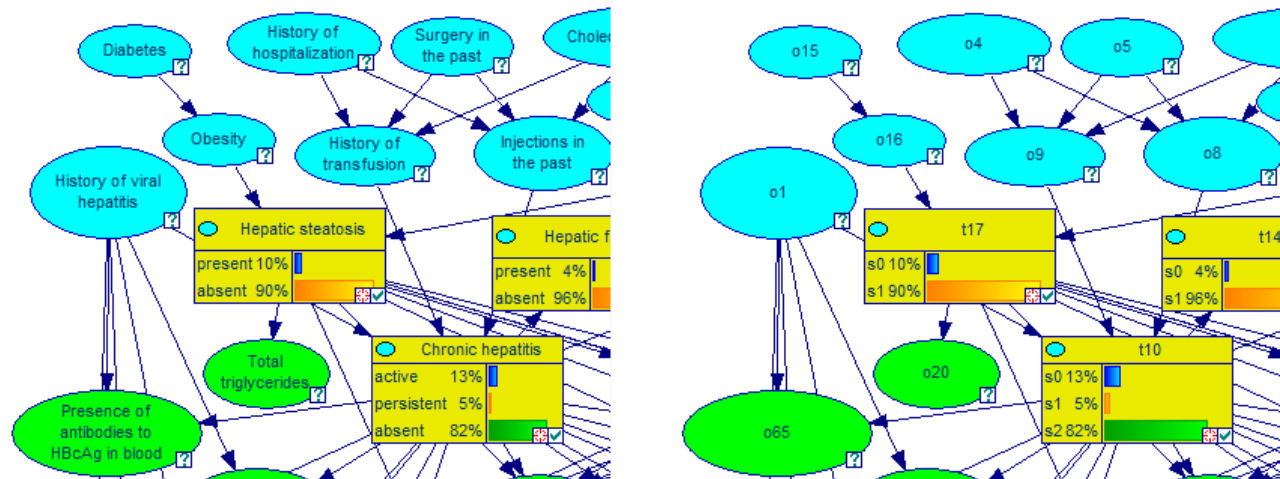 Diabetes
?
History of
hospitalization
?
Surgery in
the past
?
Obesity
?
History of
transfusion
?
Injections in
the past
?
History of viral
hepatitis
?
Hepatic steatosis
present 10%
absent 90%
present 4%
absent 96%
Total
triglycerides
?
Chronic hepatitis
active 13%
persistent 5%
absent 82%
Presence of
antibodies to
HBcAg in blood
?
o15
?
o4
?
o5
?
o16
?
o9
?
o8
?
o1
?
t17
s0 10%
s1 90%
t14
s0 4%
s1 96%
o20
?
t10
s0 13%
s1 5%
s2 82%
o65
?